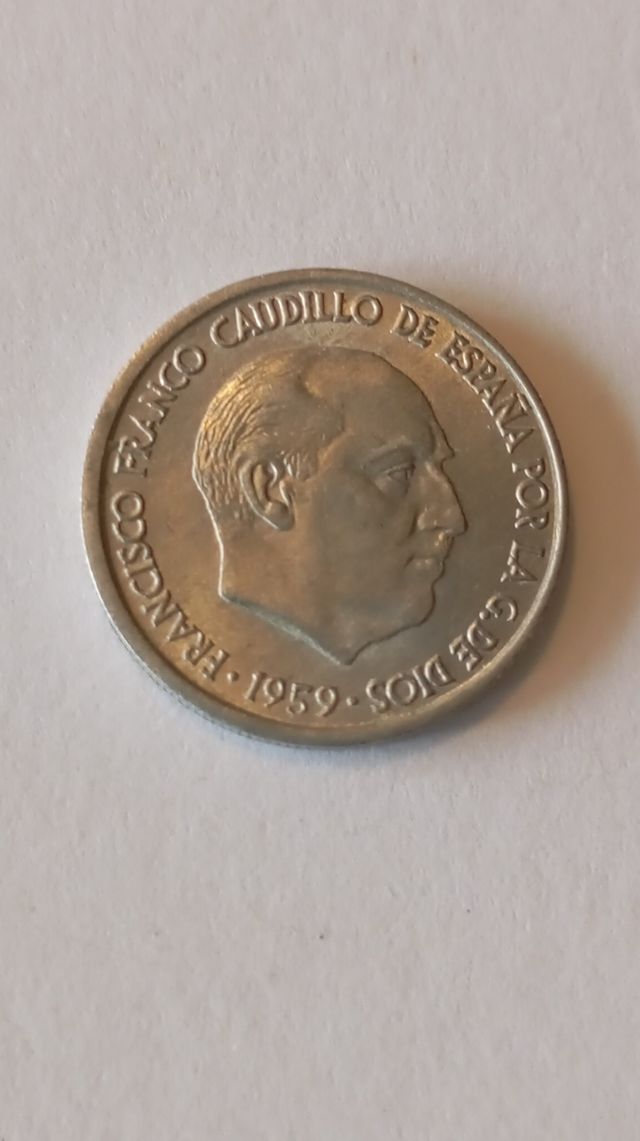 FRANCISCO FRANCO CAUDILLO DE ESPAÑA POR LA G. DE DIOS
· 1959 ·